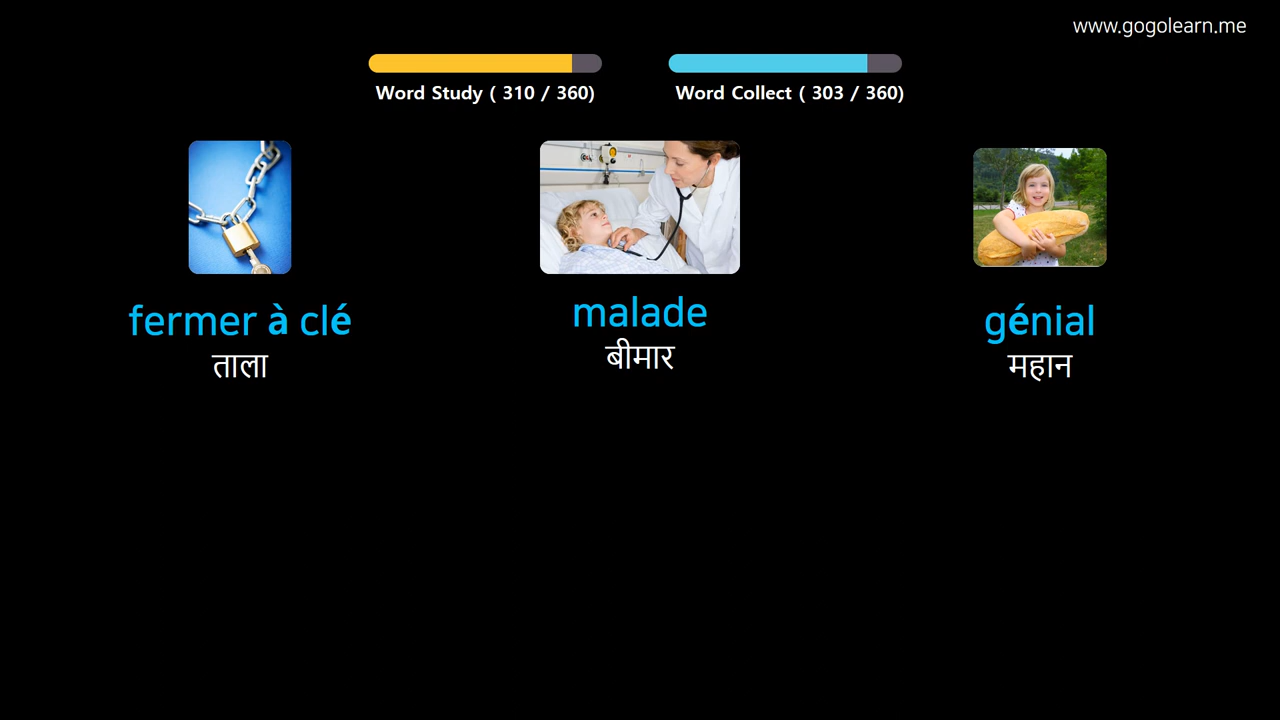 www.gogolearn.me
Word Study ( 310 / 360)
Word Collect ( 303 / 360)
fermer à clé
ताला
malade
बीमार
génial
महान